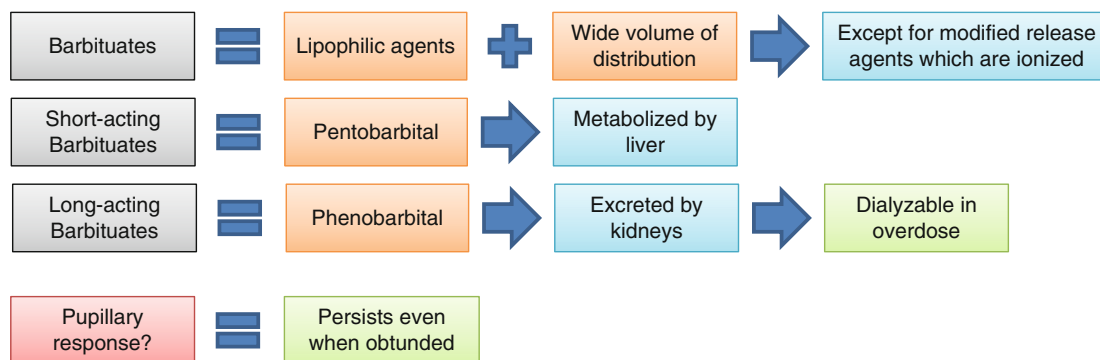 Barbituates
Lipophilic agents
Wide volume of
distribution
Except for modified release
agents which are ionized
Short-acting
Barbituates
Pentobarbital
Metabolized by
liver
Long-acting
Barbituates
Phenobarbital
Excreted by
kidneys
Dialyzable in
overdose
Pupillary
response?
Persists even
when obtunded